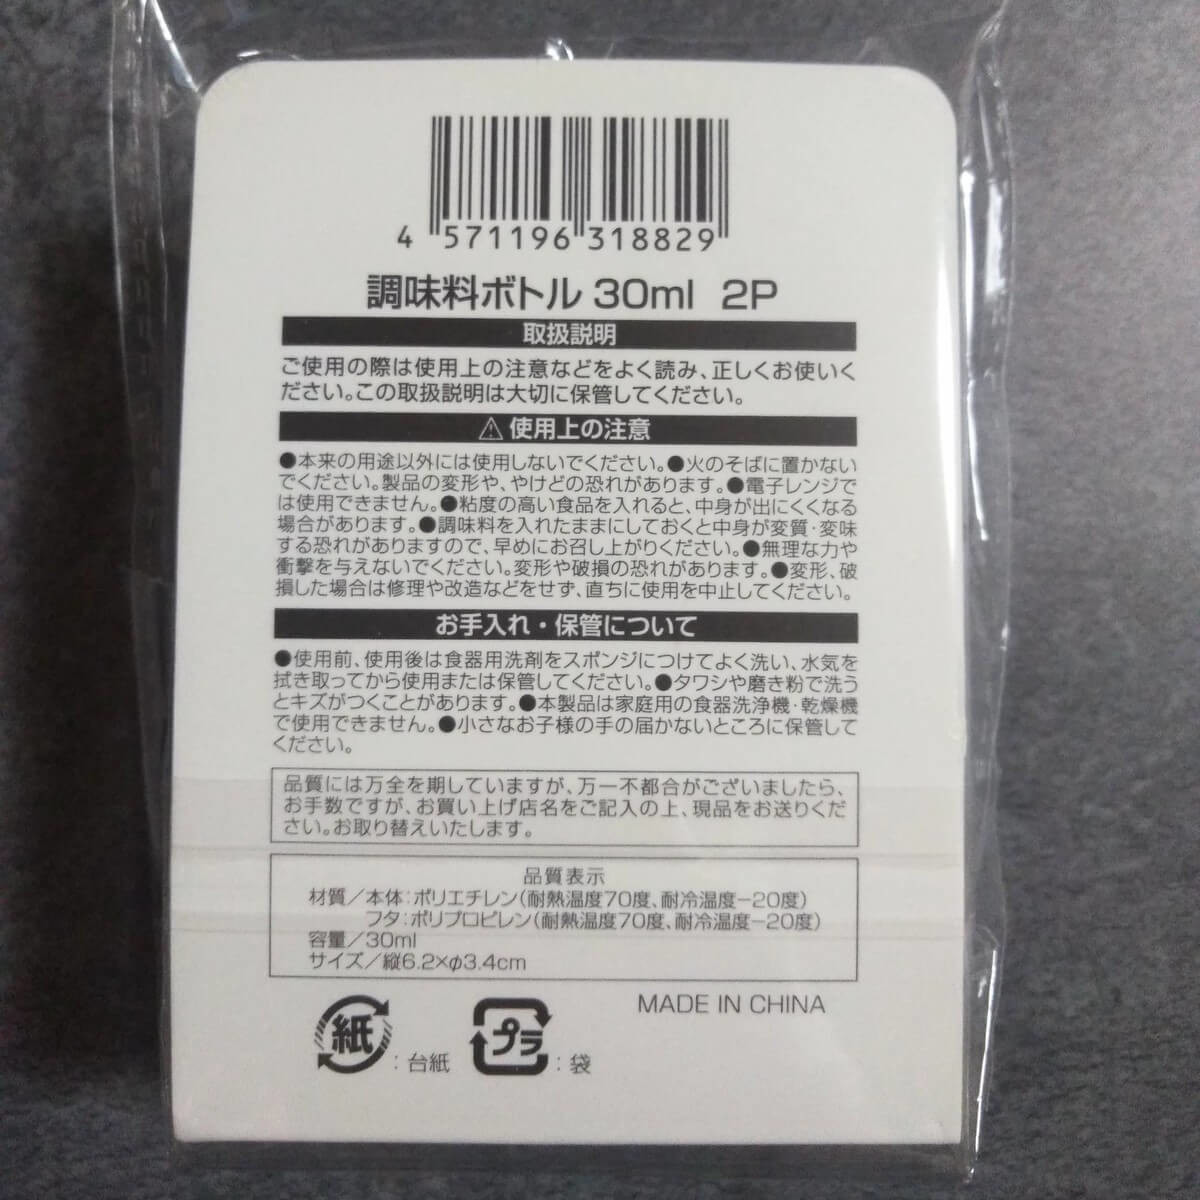 4 571196 318829
調味料ボトル 30ml 2P
取扱説明
ご使用の際は使用上の注意などをよく読み、正しくお使いく
ださい。この取扱説明は大切に保管してください。
⚠使用上の注意
●本来の用途以外には使用しないでください。●火のそばに置かない
でください。製品の変形や、やけどの恐れがあります。●電子レンジで
は使用できません。●粘度の高い食品を入れると、中身が出にくくなる
場合があります。●調味料を入れたままにしておくと中身が変質・変味
する恐れがありますので、早めにお召し上がりください。●無理な力や
衝撃を与えないでください。変形や破損の恐れがあります。●変形、破
損した場合は修理や改造などをせず、直ちに使用を中止してください。
お手入れ・保管について
●使用前、使用後は食器用洗剤をスポンジにつけてよく洗い、水気を
拭き取ってから使用または保管してください。●タワシや磨き粉で洗う
とキズがつくことがあります。●本製品は家庭用の食器洗浄機・乾燥機
で使用できません。●小さなお子様の手の届かないところに保管して
ください。
品質には万全を期していますが、万一不都合がございましたら、
お手数ですが、お買い上げ店名をご記入の上、現品をお送りくだ
さい。お取り替えいたします。
品質表示
材質/本体:ポリエチレン(耐熱温度70度、耐冷温度-20度)
フタ:ポリプロピレン(耐熱温度70度、耐冷温度-20度)
容量/30ml
サイズ/縦6.2×φ3.4cm
MADE IN CHINA
紙:台紙 プラ:袋